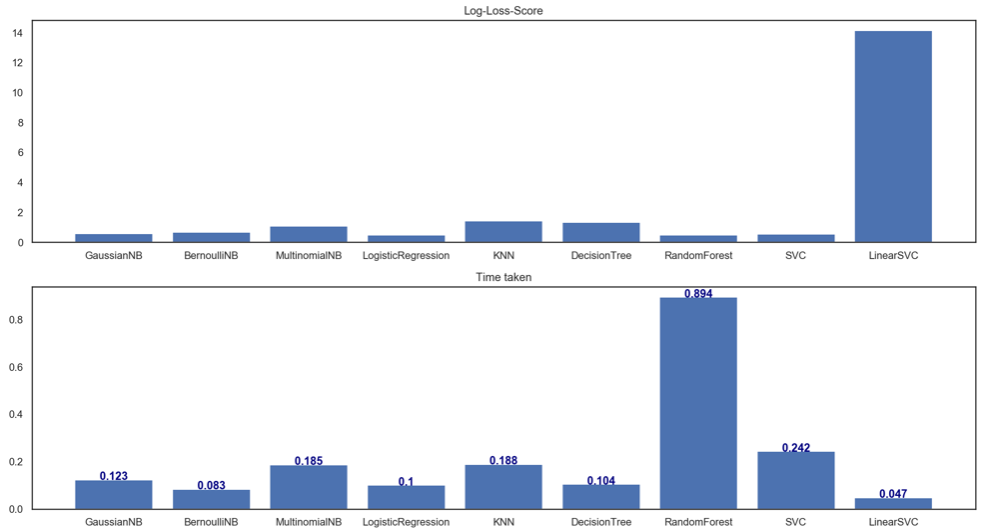 Log-Loss-Score
14
12
10
8
6
4
2
0
GaussianNB BernoulliNB MultinomialNB LogisticRegression KNN DecisionTree RandomForest SVC LinearSVC
Time taken
0.8
0.6
0.4
0.2
0.0
0.123 0.083 0.185 0.1 0.188 0.104 0.894 0.242 0.047
GaussianNB BernoulliNB MultinomialNB LogisticRegression KNN DecisionTree RandomForest SVC LinearSVC